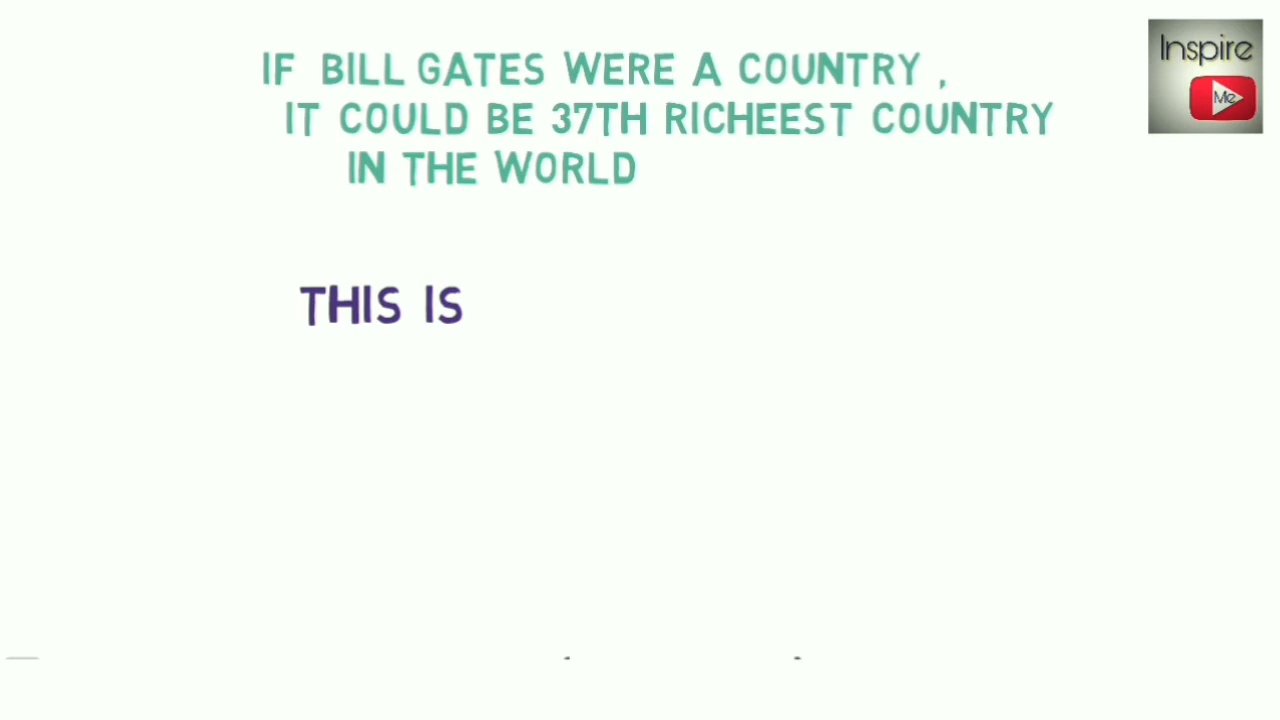 IF BILL GATES WERE A COUNTRY ,
IT COULD BE 37TH RICHEEST COUNTRY
IN THE WORLD
THIS IS
Inspire
Me